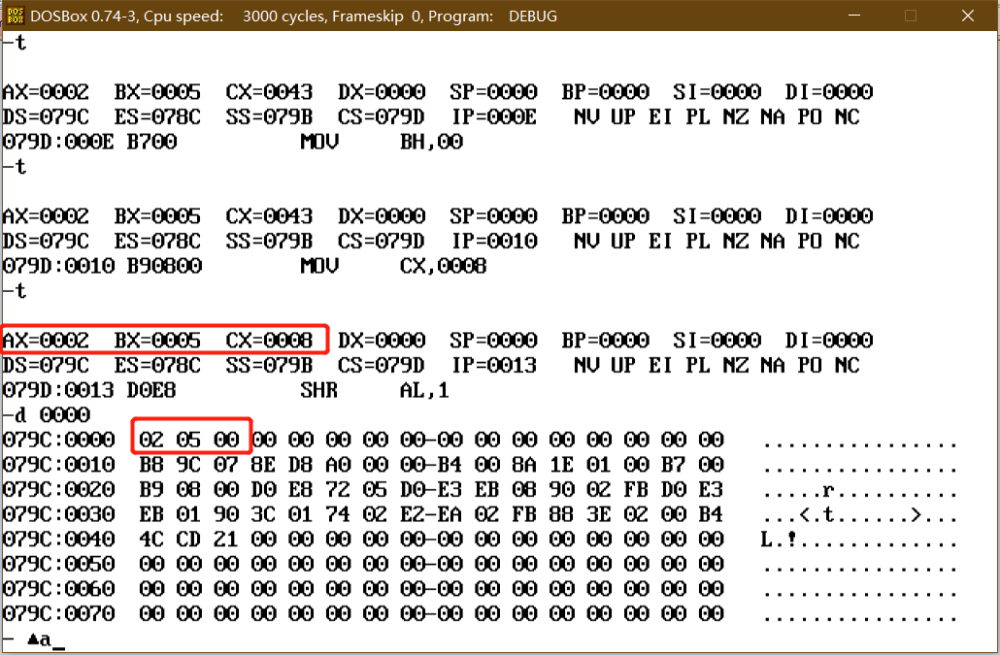 DOS BOX DOSBox 0.74-3, Cpu speed: 3000 cycles, Frameskip 0, Program: DEBUG
-t
AX=0002 BX=0005 CX=0043 DX=0000 SP=0000 BP=0000 SI=0000 DI=0000
DS=079C ES=078C SS=079B CS=079D IP=000E NV UP EI PL NZ NA PO NC
079D:000E B700 MOV BH,00
-t
AX=0002 BX=0005 CX=0043 DX=0000 SP=0000 BP=0000 SI=0000 DI=0000
DS=079C ES=078C SS=079B CS=079D IP=0010 NV UP EI PL NZ NA PO NC
079D:0010 B90800 MOV CX,0008
-t
AX=0002 BX=0005 CX=0008 DX=0000 SP=0000 BP=0000 SI=0000 DI=0000
DS=079C ES=078C SS=079B CS=079D IP=0013 NV UP EI PL NZ NA PO NC
079D:0013 D0E8 SHR AL,1
-d 0000
079C:0000 02 05 00 00 00 00 00 00-00 00 00 00 00 00 00 00 ................
079C:0010 B8 9C 07 8E D8 A0 00 00-B4 00 8A 1E 01 00 B7 00 ................
079C:0020 B9 08 00 D0 E8 72 05 D0-E3 EB 08 90 02 FB D0 E3 .....r..........
079C:0030 EB 01 90 3C 01 74 02 E2-EA 02 FB 88 3E 02 00 B4 ...<.t......>...
079C:0040 4C CD 21 00 00 00 00 00-00 00 00 00 00 00 00 00 L.!.............
079C:0050 00 00 00 00 00 00 00 00-00 00 00 00 00 00 00 00 ................
079C:0060 00 00 00 00 00 00 00 00-00 00 00 00 00 00 00 00 ................
079C:0070 00 00 00 00 00 00 00 00-00 00 00 00 00 00 00 00 ................
- ▲a_